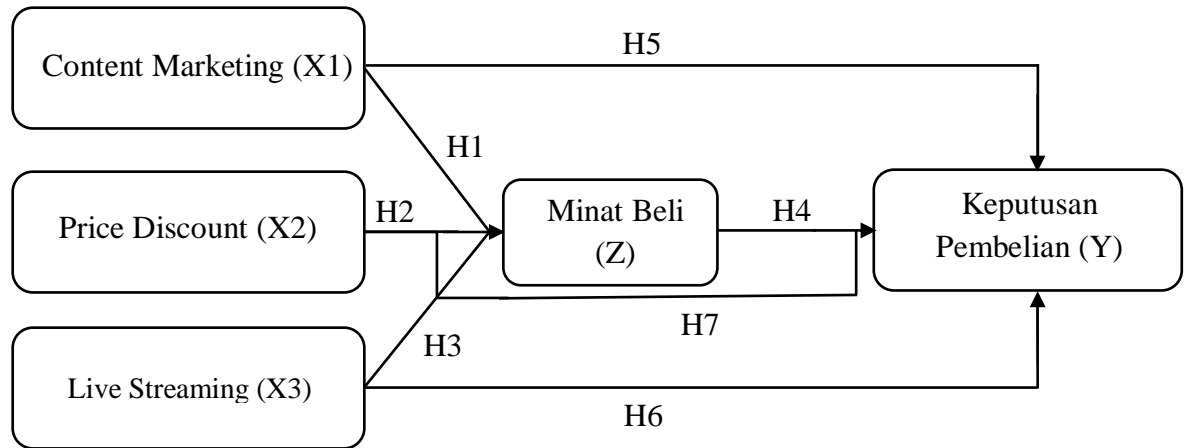 Content Marketing (X1)
H5
H1
Price Discount (X2)
H2
Minat Beli
(Z)
H4
Keputusan
Pembelian (Y)
H3
H7
Live Streaming (X3)
H6